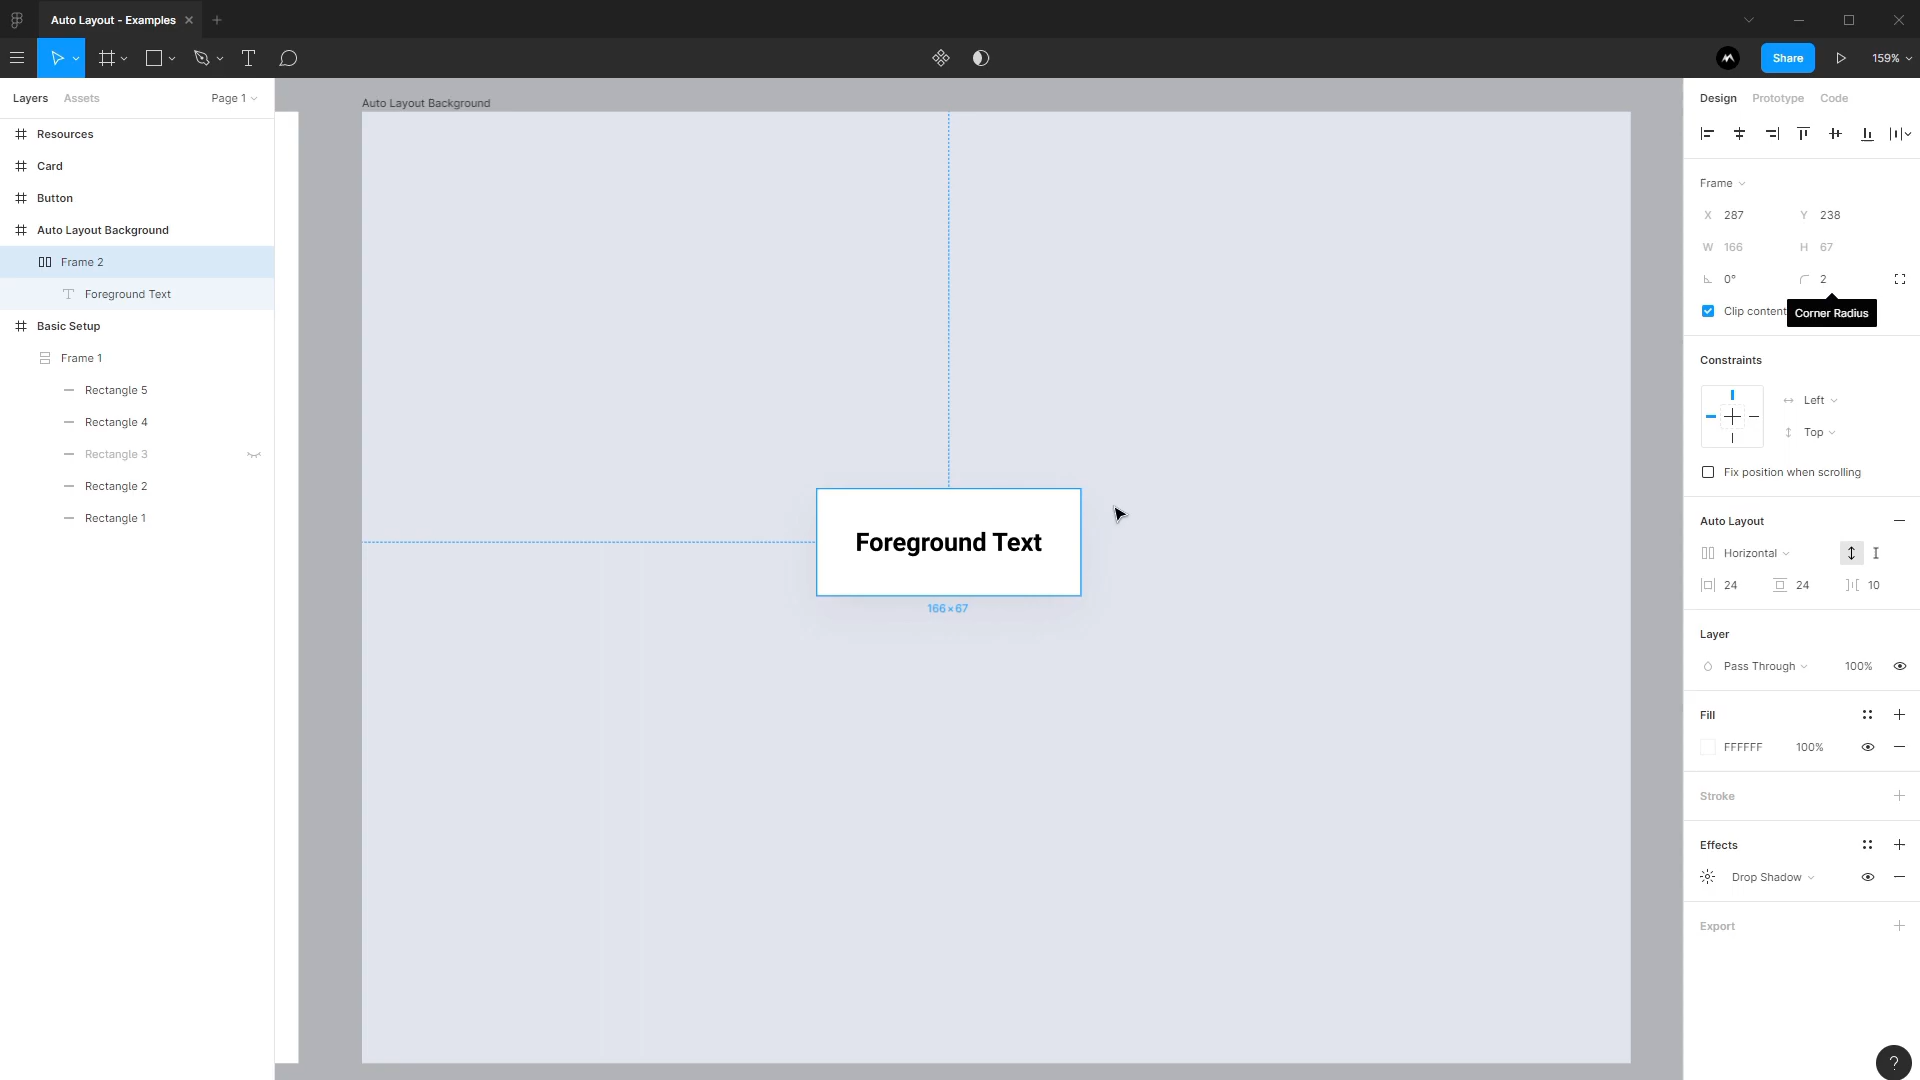 Auto Layout - Examples
Share
159%
Layers Assets Page 1
Resources
Card
Button
Auto Layout Background
Frame 2
Foreground Text
Basic Setup
Frame 1
Rectangle 5
Rectangle 4
Rectangle 3
Rectangle 2
Rectangle 1
Auto Layout Background
Foreground Text
166 × 67
Design Prototype Code
Frame
X 287 Y 238
W 166 H 67
0° 2
Clip content
Corner Radius
Constraints
Left
Top
Fix position when scrolling
Auto Layout
Horizontal
24 24 10
Layer
Pass Through 100%
Fill
FFFFFF 100%
Stroke
Effects
Drop Shadow
Export
?